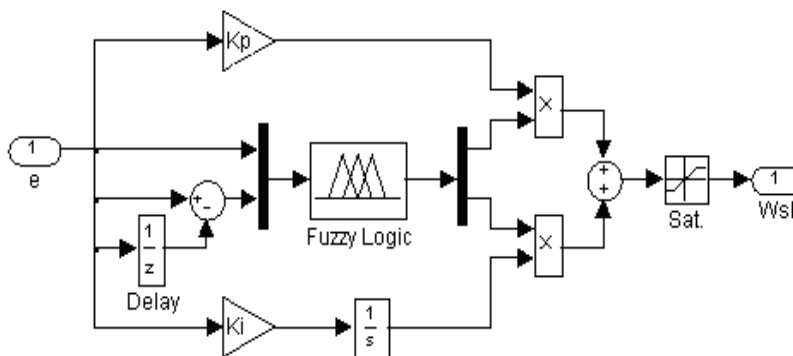 Kp
1
e
+
-
1
z
Delay
Fuzzy Logic
Ki
1
s
X
X
+
+
Sat.
1
Wsl